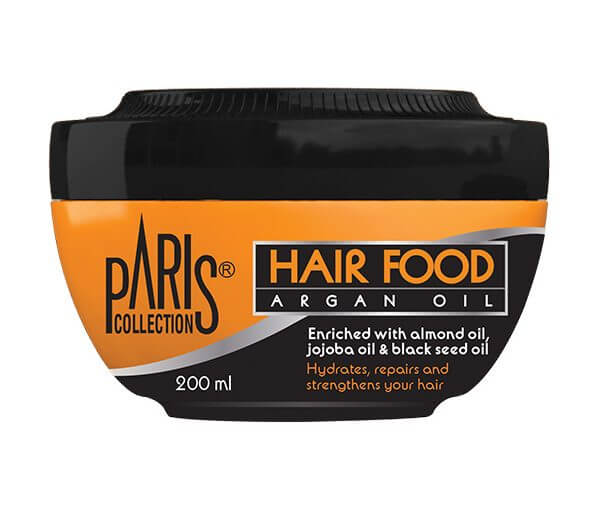 PARIS®
COLLECTION
200 ml
HAIR FOOD
ARGAN OIL
Enriched with almond oil,
jojoba oil & black seed oil
Hydrates, repairs and
strengthens your hair